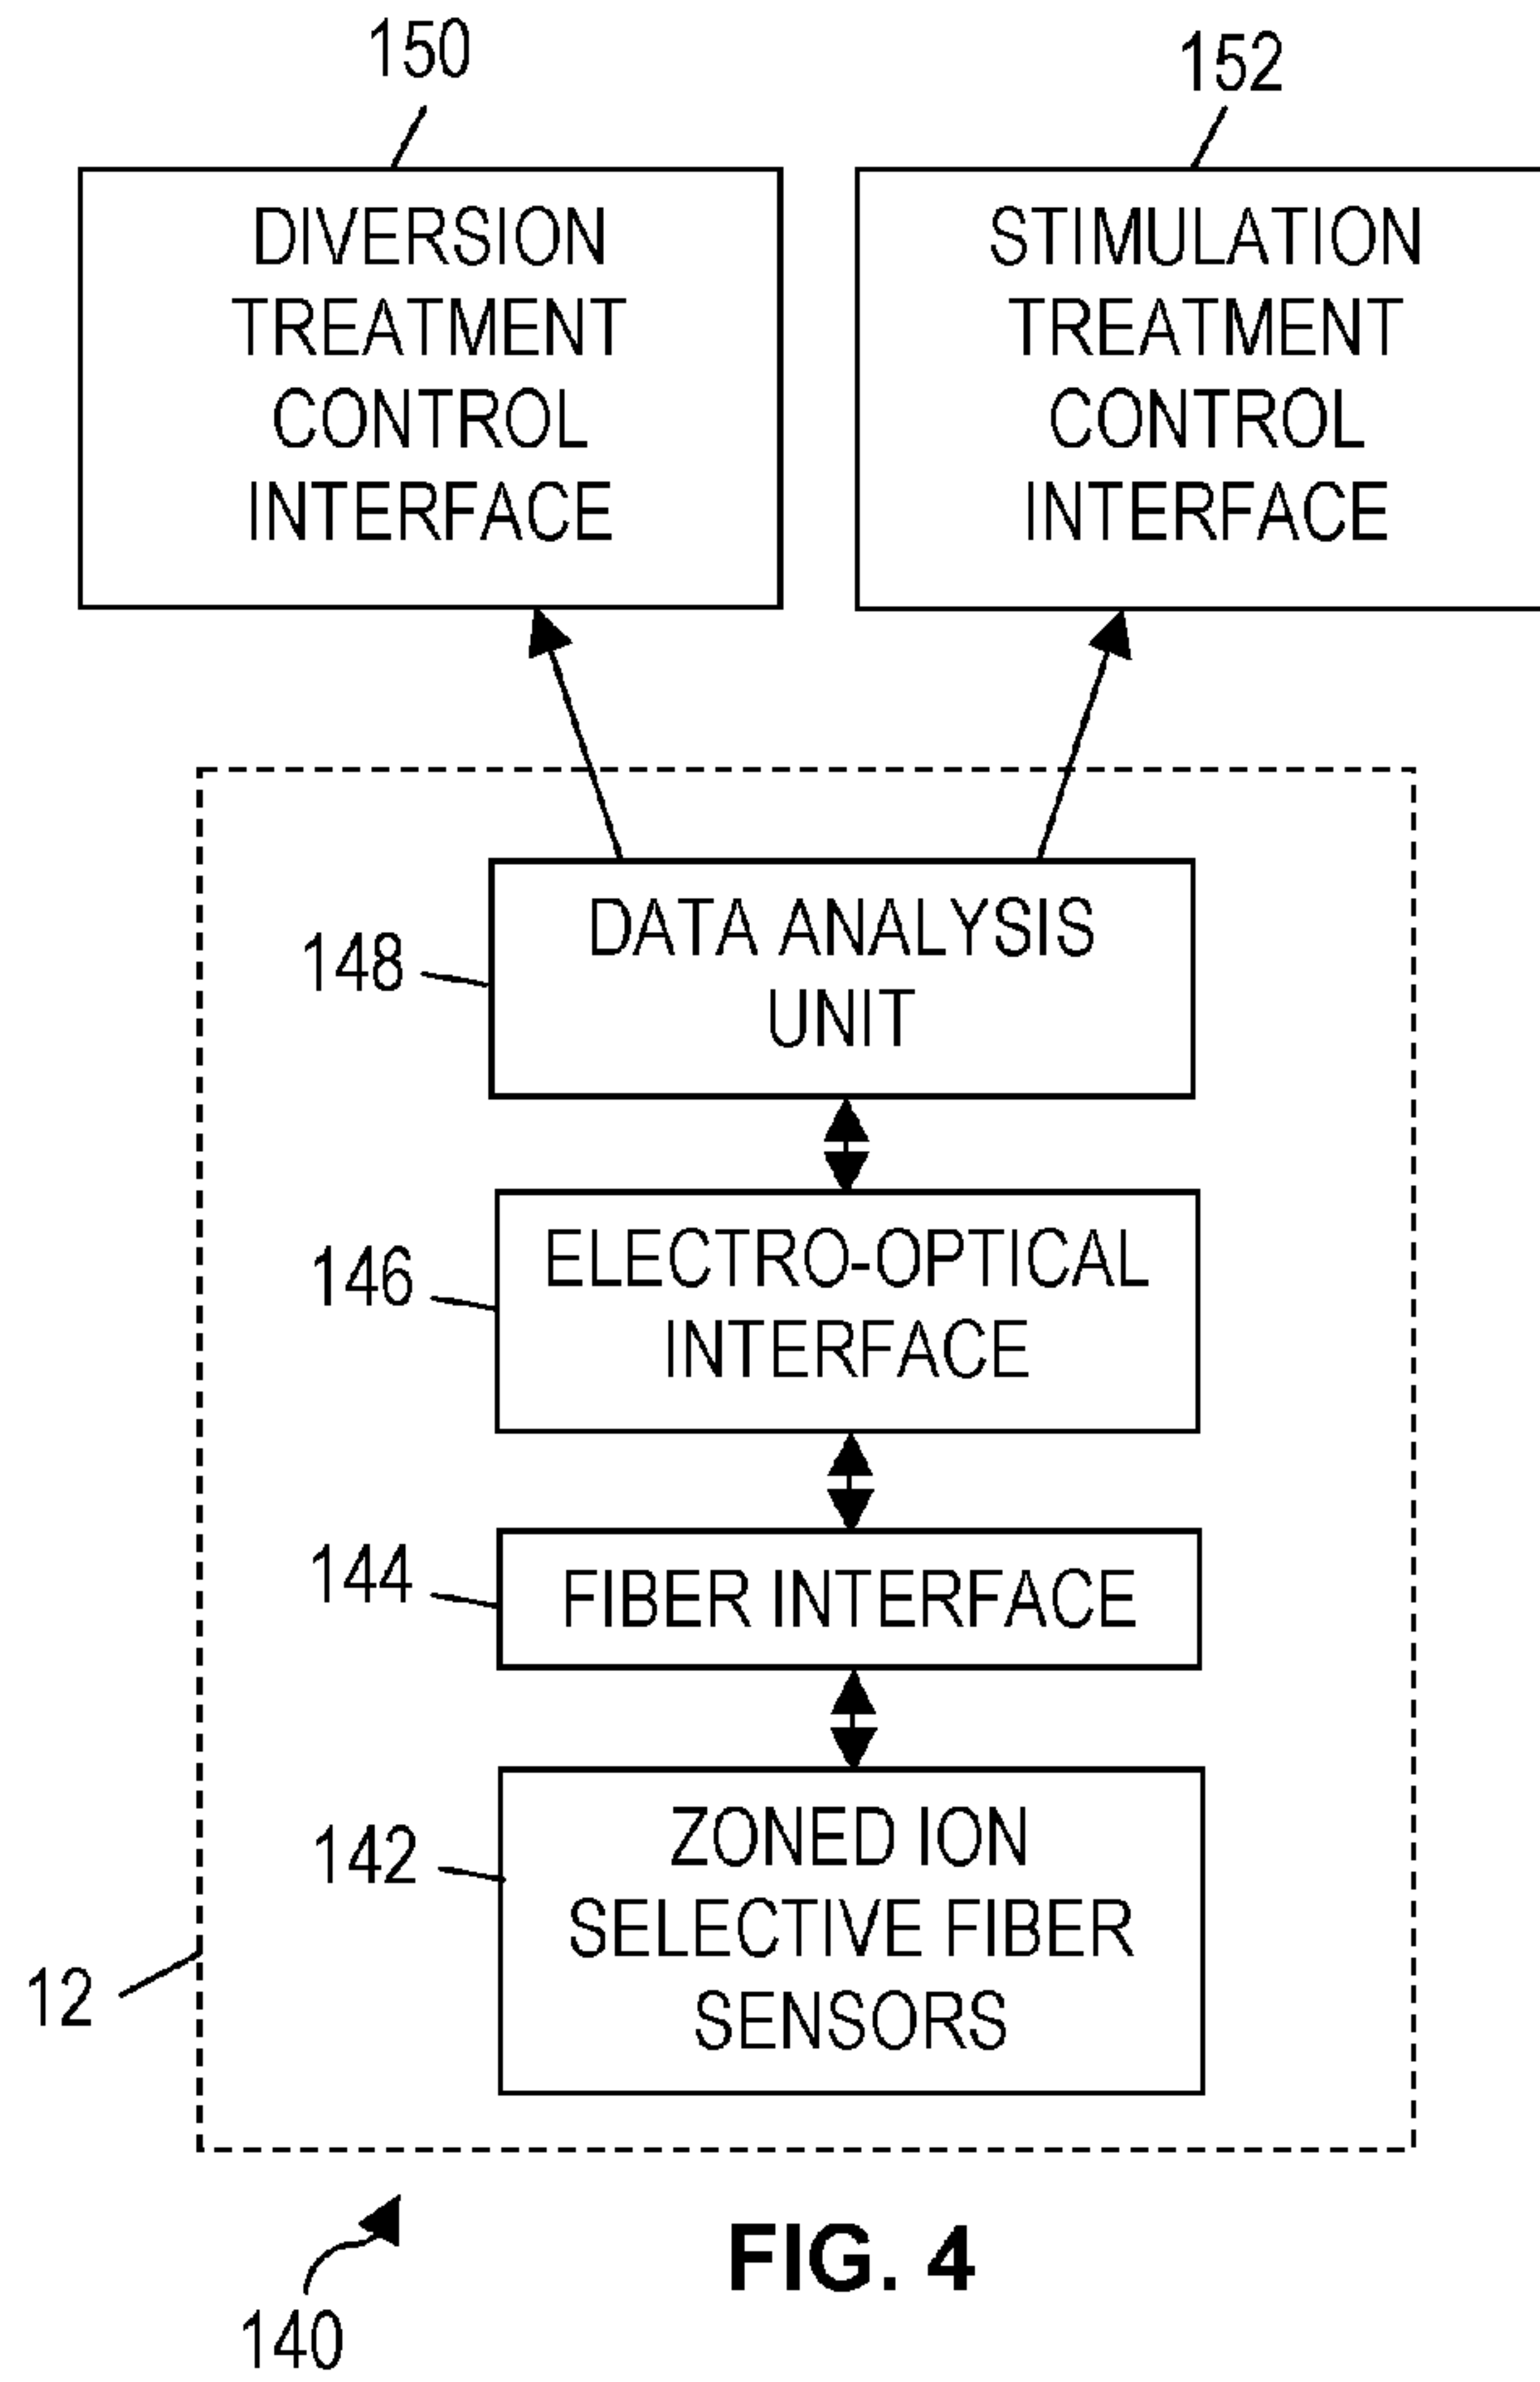 150
152
DIVERSION
TREATMENT
CONTROL
INTERFACE
STIMULATION
TREATMENT
CONTROL
INTERFACE
148
DATA ANALYSIS
UNIT
146
ELECTRO-OPTICAL
INTERFACE
144
FIBER INTERFACE
142
ZONED ION
SELECTIVE FIBER
SENSORS
12
140
FIG. 4